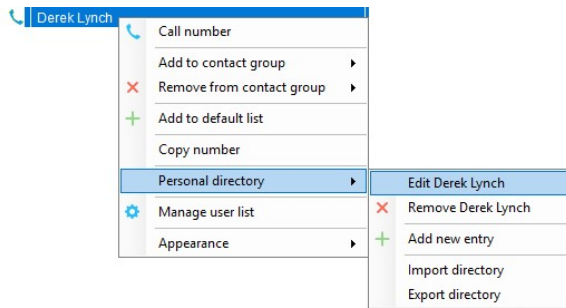 Derek Lynch
Call number
Add to contact group
Remove from contact group
Add to default list
Copy number
Personal directory
Manage user list
Appearance
Edit Derek Lynch
Remove Derek Lynch
Add new entry
Import directory
Export directory